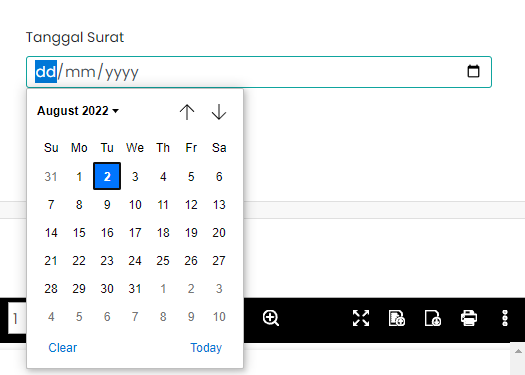 Tanggal Surat
dd/mm/yyyy
August 2022
Su Mo Tu We Th Fr Sa
31 1 2 3 4 5 6
7 8 9 10 11 12 13
14 15 16 17 18 19 20
21 22 23 24 25 26 27
28 29 30 31 1 2 3
4 5 6 7 8 9 10
1
Clear Today